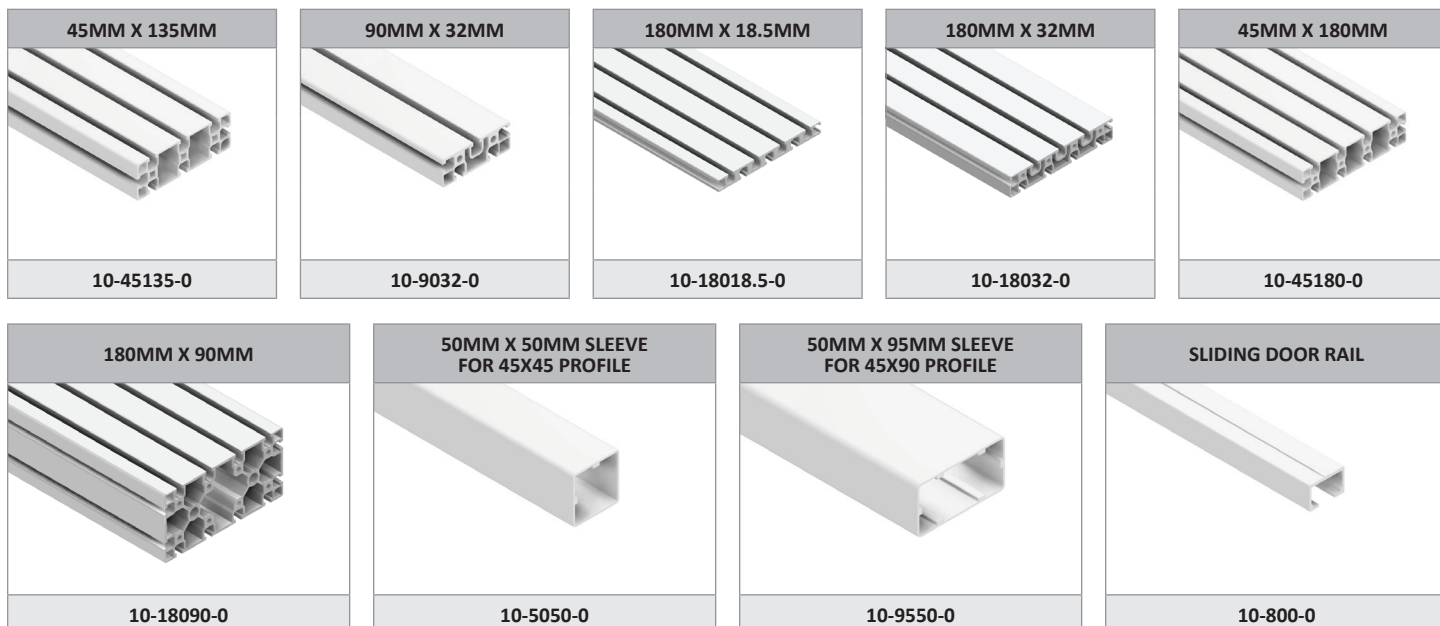 45MM X 135MM
90MM X 32MM
180MM X 18.5MM
180MM X 32MM
45MM X 180MM
10-45135-0
10-9032-0
10-18018.5-0
10-18032-0
10-45180-0
180MM X 90MM
50MM X 50MM SLEEVE
FOR 45X45 PROFILE
50MM X 95MM SLEEVE
FOR 45X90 PROFILE
SLIDING DOOR RAIL
10-18090-0
10-5050-0
10-9550-0
10-800-0